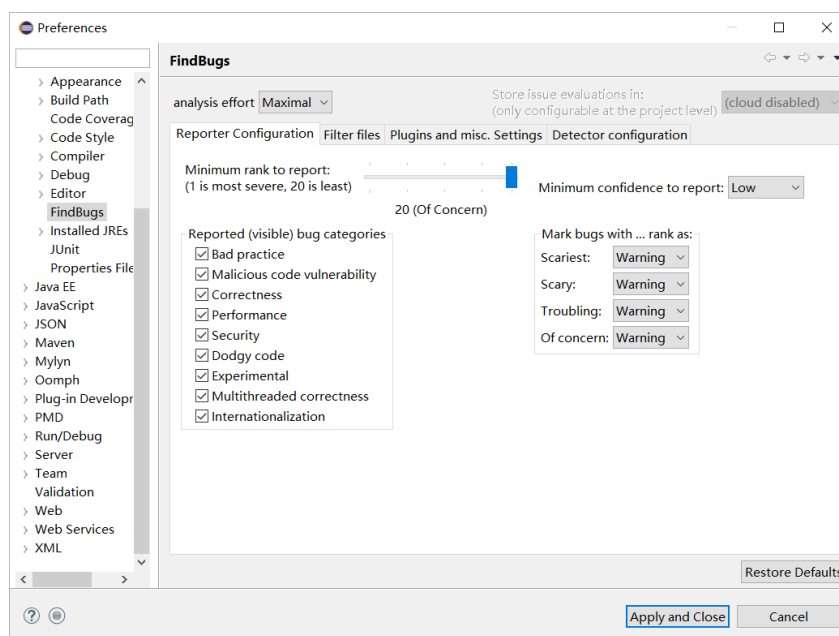 Preferences
FindBugs
Appearance
Build Path
Code Coverag
Code Style
Compiler
Debug
Editor
FindBugs
Installed JREs
JUnit
Properties File
Java EE
JavaScript
JSON
Maven
Mylyn
Oomph
Plug-in Developr
PMD
Run/Debug
Server
Team
Validation
Web
Web Services
XML
analysis effort Maximal
Store issue evaluations in:
(only configurable at the project level) (cloud disabled)
Reporter Configuration Filter files Plugins and misc. Settings Detector configuration
Minimum rank to report:
(1 is most severe, 20 is least)
20 (Of Concern)
Minimum confidence to report: Low
Reported (visible) bug categories
Bad practice
Malicious code vulnerability
Correctness
Performance
Security
Dodgy code
Experimental
Multithreaded correctness
Internationalization
Mark bugs with ... rank as:
Scariest: Warning
Scary: Warning
Troubling: Warning
Of concern: Warning
Restore Defaults
Apply and Close Cancel